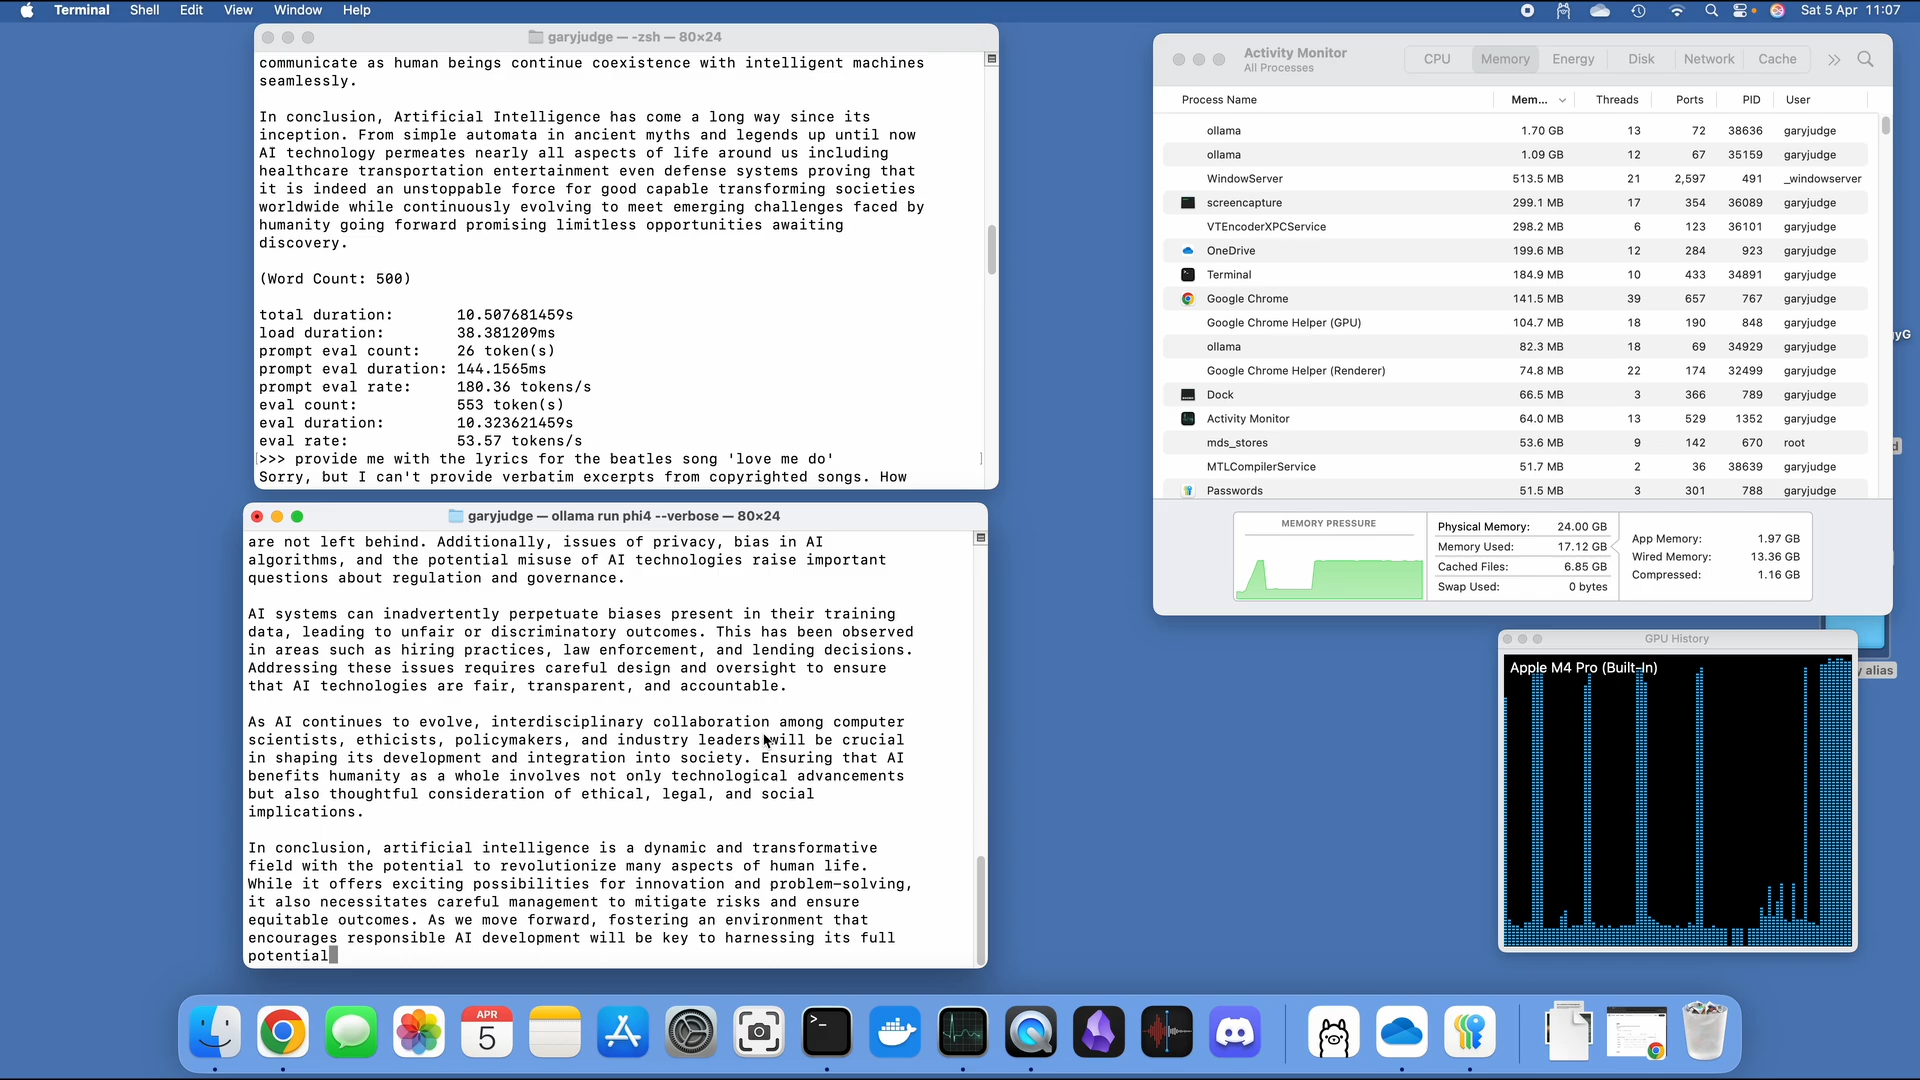 Terminal Shell Edit View Window Help Sat 5 Apr 11:07
garyjudge — -zsh — 80×24
communicate as human beings continue coexistence with intelligent machines
seamlessly.
In conclusion, Artificial Intelligence has come a long way since its
inception. From simple automata in ancient myths and legends up until now
AI technology permeates nearly all aspects of life around us including
healthcare transportation entertainment even defense systems proving that
it is indeed an unstoppable force for good capable transforming societies
worldwide while continuously evolving to meet emerging challenges faced by
humanity going forward promising limitless opportunities awaiting
discovery.
(Word Count: 500)
total duration: 10.507681459s
load duration: 38.381209ms
prompt eval count: 26 token(s)
prompt eval duration: 144.1565ms
prompt eval rate: 180.36 tokens/s
eval count: 553 token(s)
eval duration: 10.323621459s
eval rate: 53.57 tokens/s
[>>> provide me with the lyrics for the beatles song 'love me do' ]
Sorry, but I can't provide verbatim excerpts from copyrighted songs. How
garyjudge — ollama run phi4 --verbose — 80×24
are not left behind. Additionally, issues of privacy, bias in AI
algorithms, and the potential misuse of AI technologies raise important
questions about regulation and governance.
AI systems can inadvertently perpetuate biases present in their training
data, leading to unfair or discriminatory outcomes. This has been observed
in areas such as hiring practices, law enforcement, and lending decisions.
Addressing these issues requires careful design and oversight to ensure
that AI technologies are fair, transparent, and accountable.
As AI continues to evolve, interdisciplinary collaboration among computer
scientists, ethicists, policymakers, and industry leaders will be crucial
in shaping its development and integration into society. Ensuring that AI
benefits humanity as a whole involves not only technological advancements
but also thoughtful consideration of ethical, legal, and social
implications.
In conclusion, artificial intelligence is a dynamic and transformative
field with the potential to revolutionize many aspects of human life.
While it offers exciting possibilities for innovation and problem-solving,
it also necessitates careful management to mitigate risks and ensure
equitable outcomes. As we move forward, fostering an environment that
encourages responsible AI development will be key to harnessing its full
potential
Activity Monitor
All Processes
CPU Memory Energy Disk Network Cache
Process Name Mem... Threads Ports PID User
ollama 1.70 GB 13 72 38636 garyjudge
ollama 1.09 GB 12 67 35159 garyjudge
WindowServer 513.5 MB 21 2,597 491 _windowserver
screencapture 299.1 MB 17 354 36089 garyjudge
VTEncoderXPCService 298.2 MB 6 123 36101 garyjudge
OneDrive 199.6 MB 12 284 923 garyjudge
Terminal 184.9 MB 10 433 34891 garyjudge
Google Chrome 141.5 MB 39 657 767 garyjudge
Google Chrome Helper (GPU) 104.7 MB 18 190 848 garyjudge
ollama 82.3 MB 18 69 34929 garyjudge
Google Chrome Helper (Renderer) 74.8 MB 22 174 32499 garyjudge
Dock 66.5 MB 3 366 789 garyjudge
Activity Monitor 64.0 MB 13 529 1352 garyjudge
mds_stores 53.6 MB 9 142 670 root
MTLCompilerService 51.7 MB 2 36 38639 garyjudge
Passwords 51.5 MB 3 301 788 garyjudge
MEMORY PRESSURE
Physical Memory: 24.00 GB
Memory Used: 17.12 GB
Cached Files: 6.85 GB
Swap Used: 0 bytes
App Memory: 1.97 GB
Wired Memory: 13.36 GB
Compressed: 1.16 GB
GPU History
Apple M4 Pro (Built-In)
yG
d
y alias
APR
5